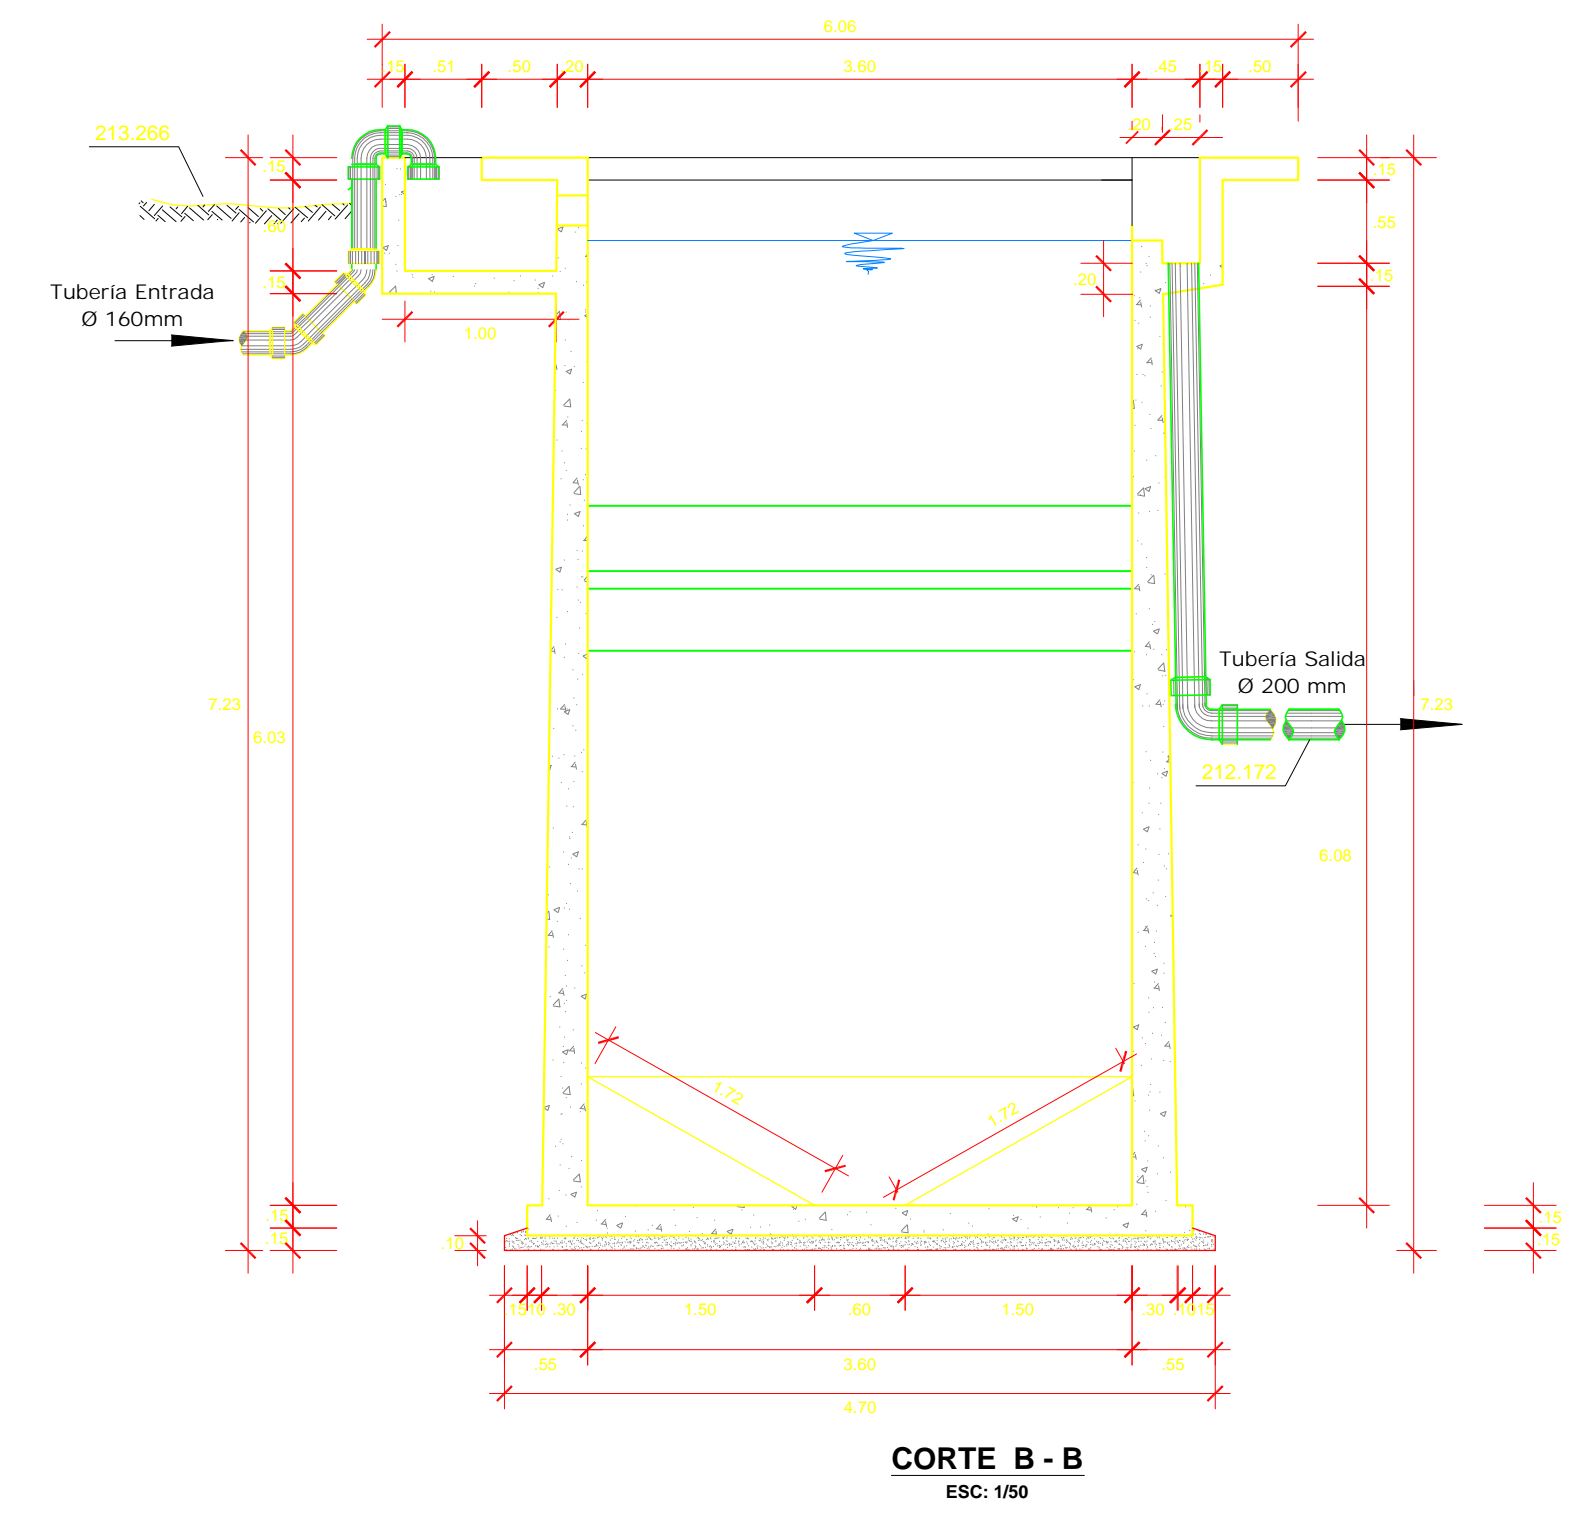 6.06
.15 .51 .50 .20 3.60 .45 .15 .50
.20 .25
213.266
.15
.15
.60
.55
.15
.15
.20
Tubería Entrada
Ø 160mm
1.00
Tubería Salida
Ø 200 mm
7.23
7.23
6.03
212.172
6.08
1.72
1.72
.15
.15
.15
.15
.10
.15 .10 .30 1.50 .60 1.50 .30 .10 .15
.55 3.60 .55
4.70
CORTE B - B
ESC: 1/50